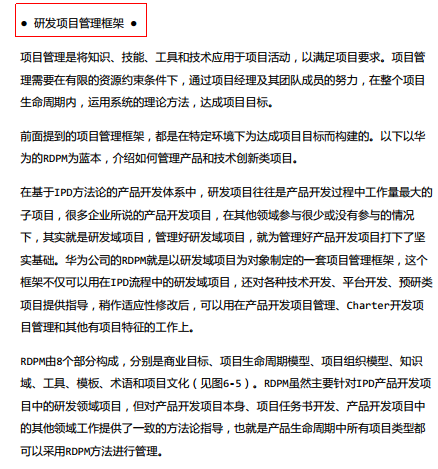 ● 研发项目管理框架 ●
项目管理是将知识、技能、工具和技术应用于项目活动，以满足项目要求。项目管
理需要在有限的资源约束条件下，通过项目经理及其团队成员的努力，在整个项目
生命周期内，运用系统的理论方法，达成项目目标。
前面提到的项目管理框架，都是在特定环境下为达成项目目标而构建的。以下以华
为的RDPM为蓝本，介绍如何管理产品和技术创新类项目。
在基于IPD方法论的产品开发体系中，研发项目往往是产品开发过程中工作量最大的
子项目，很多企业所说的产品开发项目，在其他领域参与很少或没有参与的情况
下，其实就是研发域项目，管理好研发域项目，就为管理好产品开发项目打下了坚
实基础。华为公司的RDPM就是以研发域项目为对象制定的一套项目管理框架，这个
框架不仅可以用在IPD流程中的研发域项目，还对各种技术开发、平台开发、预研类
项目提供指导，稍作适应性修改后，可以用在产品开发项目管理、Charter开发项
目管理和其他有项目特征的工作上。
RDPM由8个部分构成，分别是商业目标、项目生命周期模型、项目组织模型、知识
域、工具、模板、术语和项目文化（见图6-5）。RDPM虽然主要针对IPD产品开发项
目中的研发领域项目，但对产品开发项目本身、项目任务书开发、产品开发项目中
的其他领域工作提供了一致的方法论指导，也就是产品生命周期中所有项目类型都
可以采用RDPM方法进行管理。